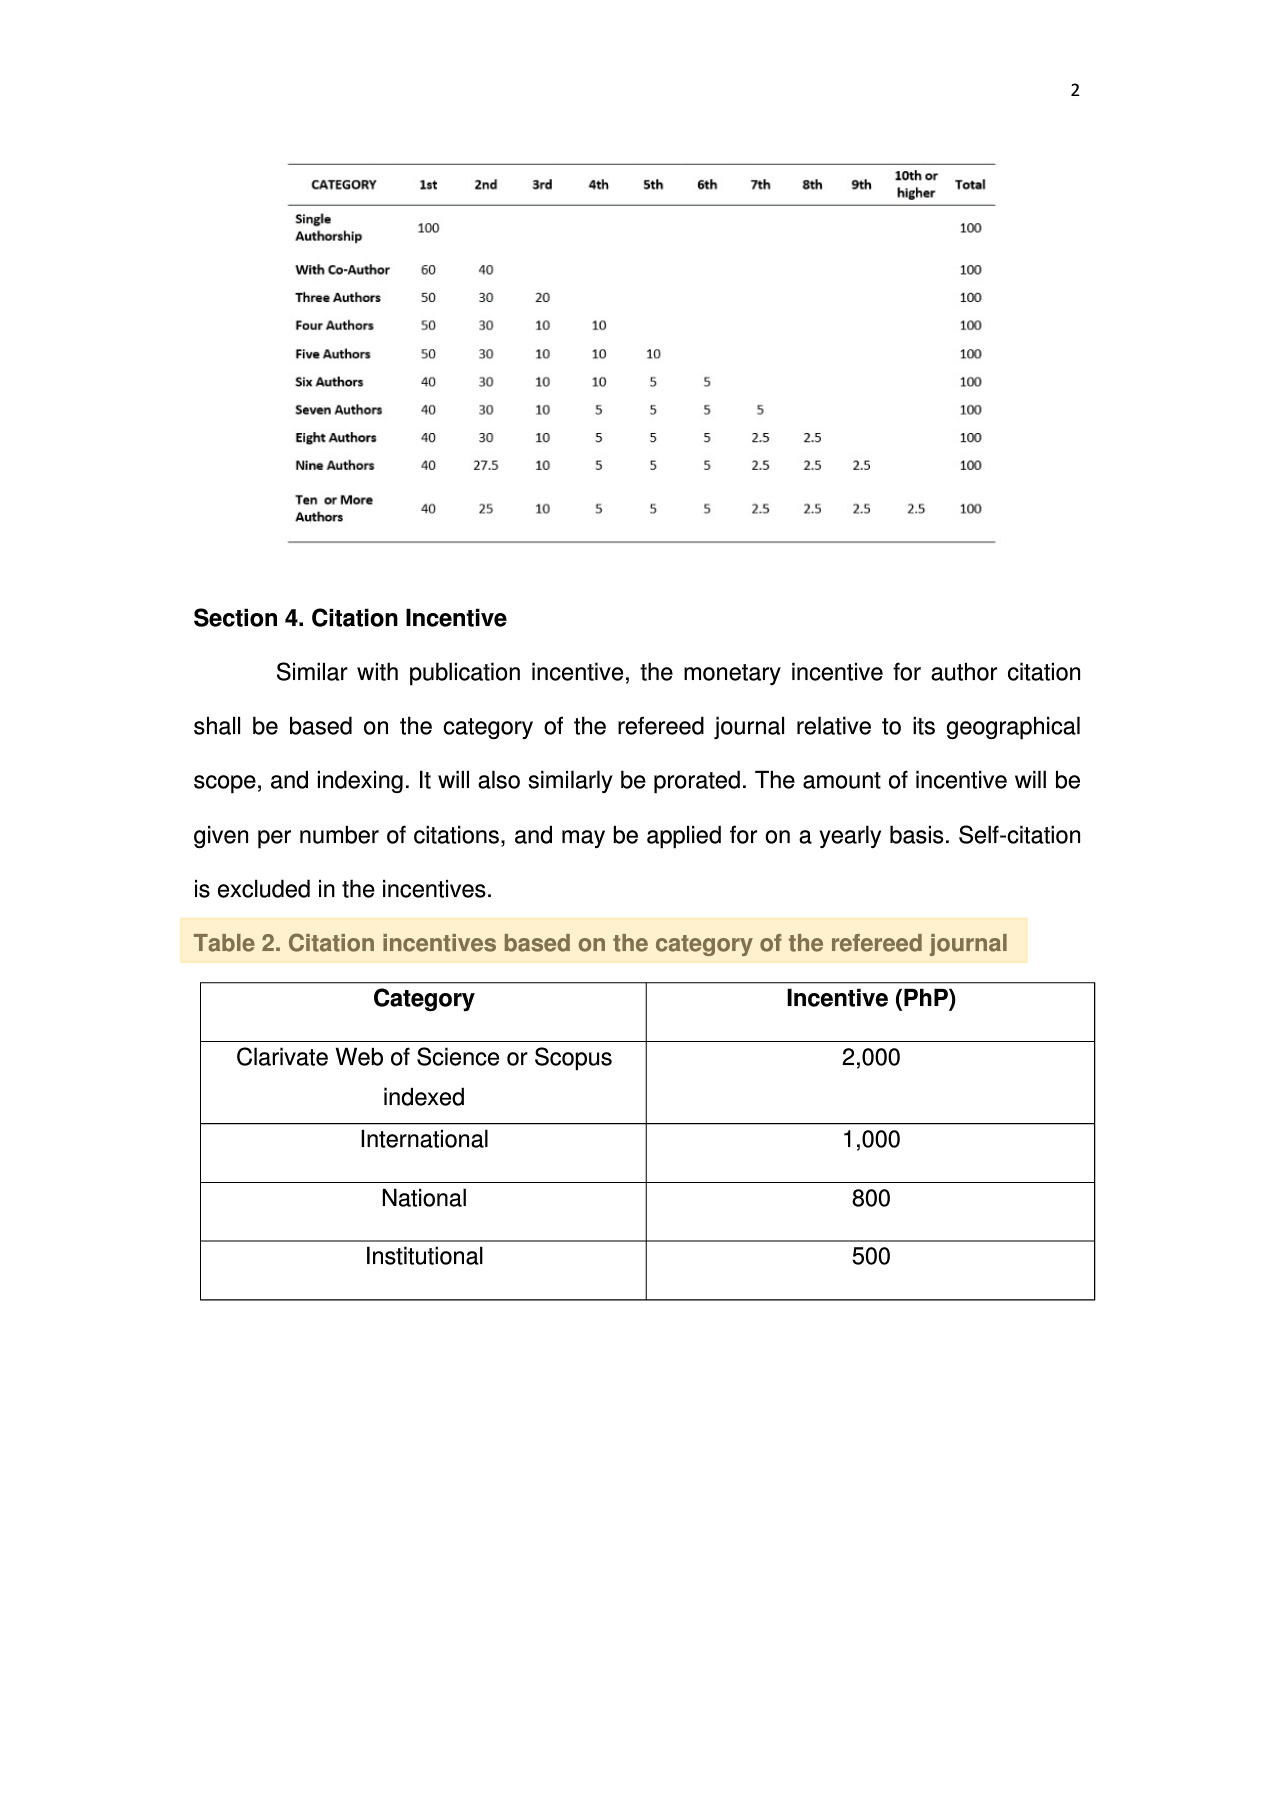 2
CATEGORY 1st 2nd 3rd 4th 5th 6th 7th 8th 9th 10th or higher Total
Single Authorship 100 100
With Co-Author 60 40 100
Three Authors 50 30 20 100
Four Authors 50 30 10 10 100
Five Authors 50 30 10 10 10 100
Six Authors 40 30 10 10 5 5 100
Seven Authors 40 30 10 5 5 5 5 100
Eight Authors 40 30 10 5 5 5 2.5 2.5 100
Nine Authors 40 27.5 10 5 5 5 2.5 2.5 2.5 100
Ten or More Authors 40 25 10 5 5 5 2.5 2.5 2.5 2.5 100
Section 4. Citation Incentive
Similar with publication incentive, the monetary incentive for author citation
shall be based on the category of the refereed journal relative to its geographical
scope, and indexing. It will also similarly be prorated. The amount of incentive will be
given per number of citations, and may be applied for on a yearly basis. Self-citation
is excluded in the incentives.
Table 2. Citation incentives based on the category of the refereed journal
Category Incentive (PhP)
Clarivate Web of Science or Scopus 2,000
indexed
International 1,000
National 800
Institutional 500